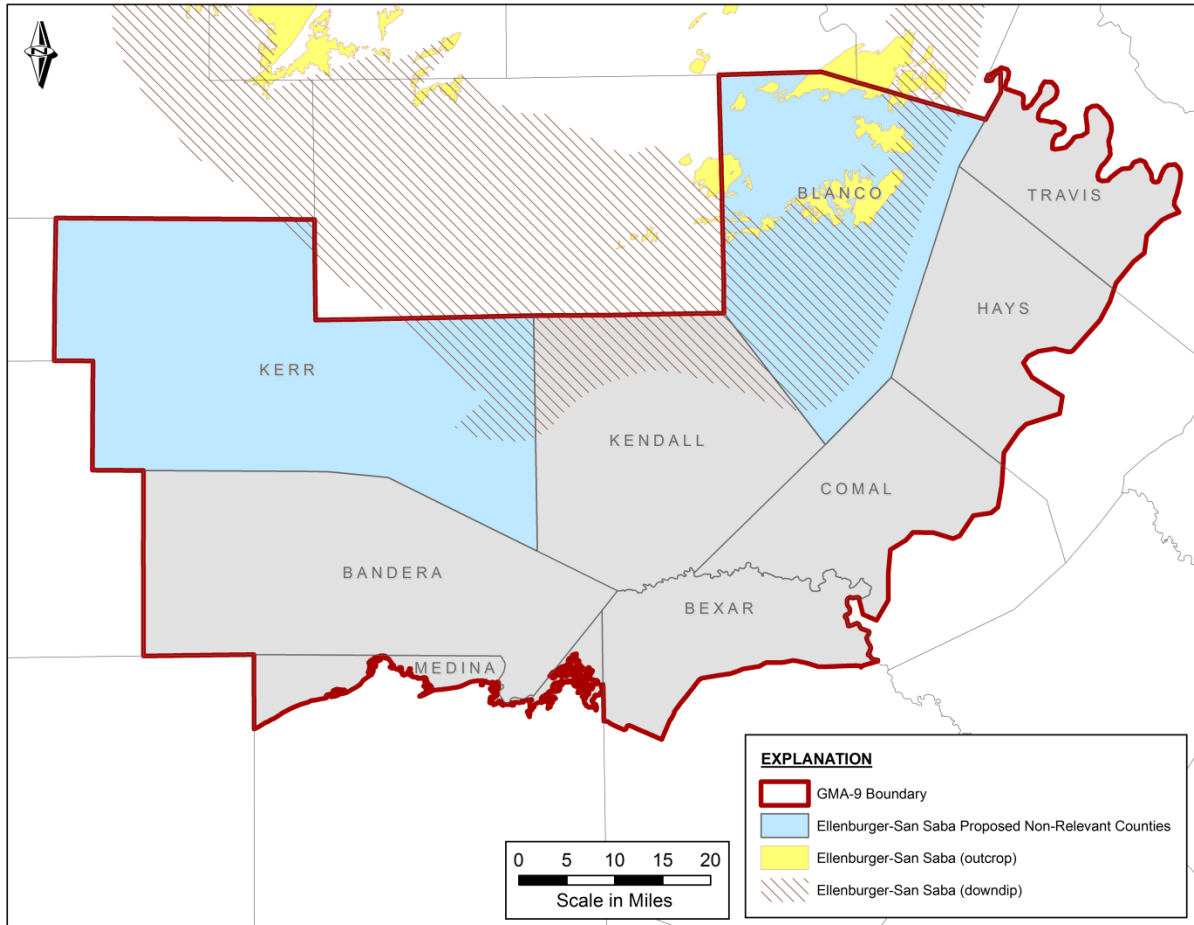 N
BLANCO
TRAVIS
HAYS
KERR
KENDALL
COMAL
BANDERA
BEXAR
MEDINA
EXPLANATION
GMA-9 Boundary
Ellenburger-San Saba Proposed Non-Relevant Counties
Ellenburger-San Saba (outcrop)
Ellenburger-San Saba (downdip)
0 5 10 15 20
Scale in Miles